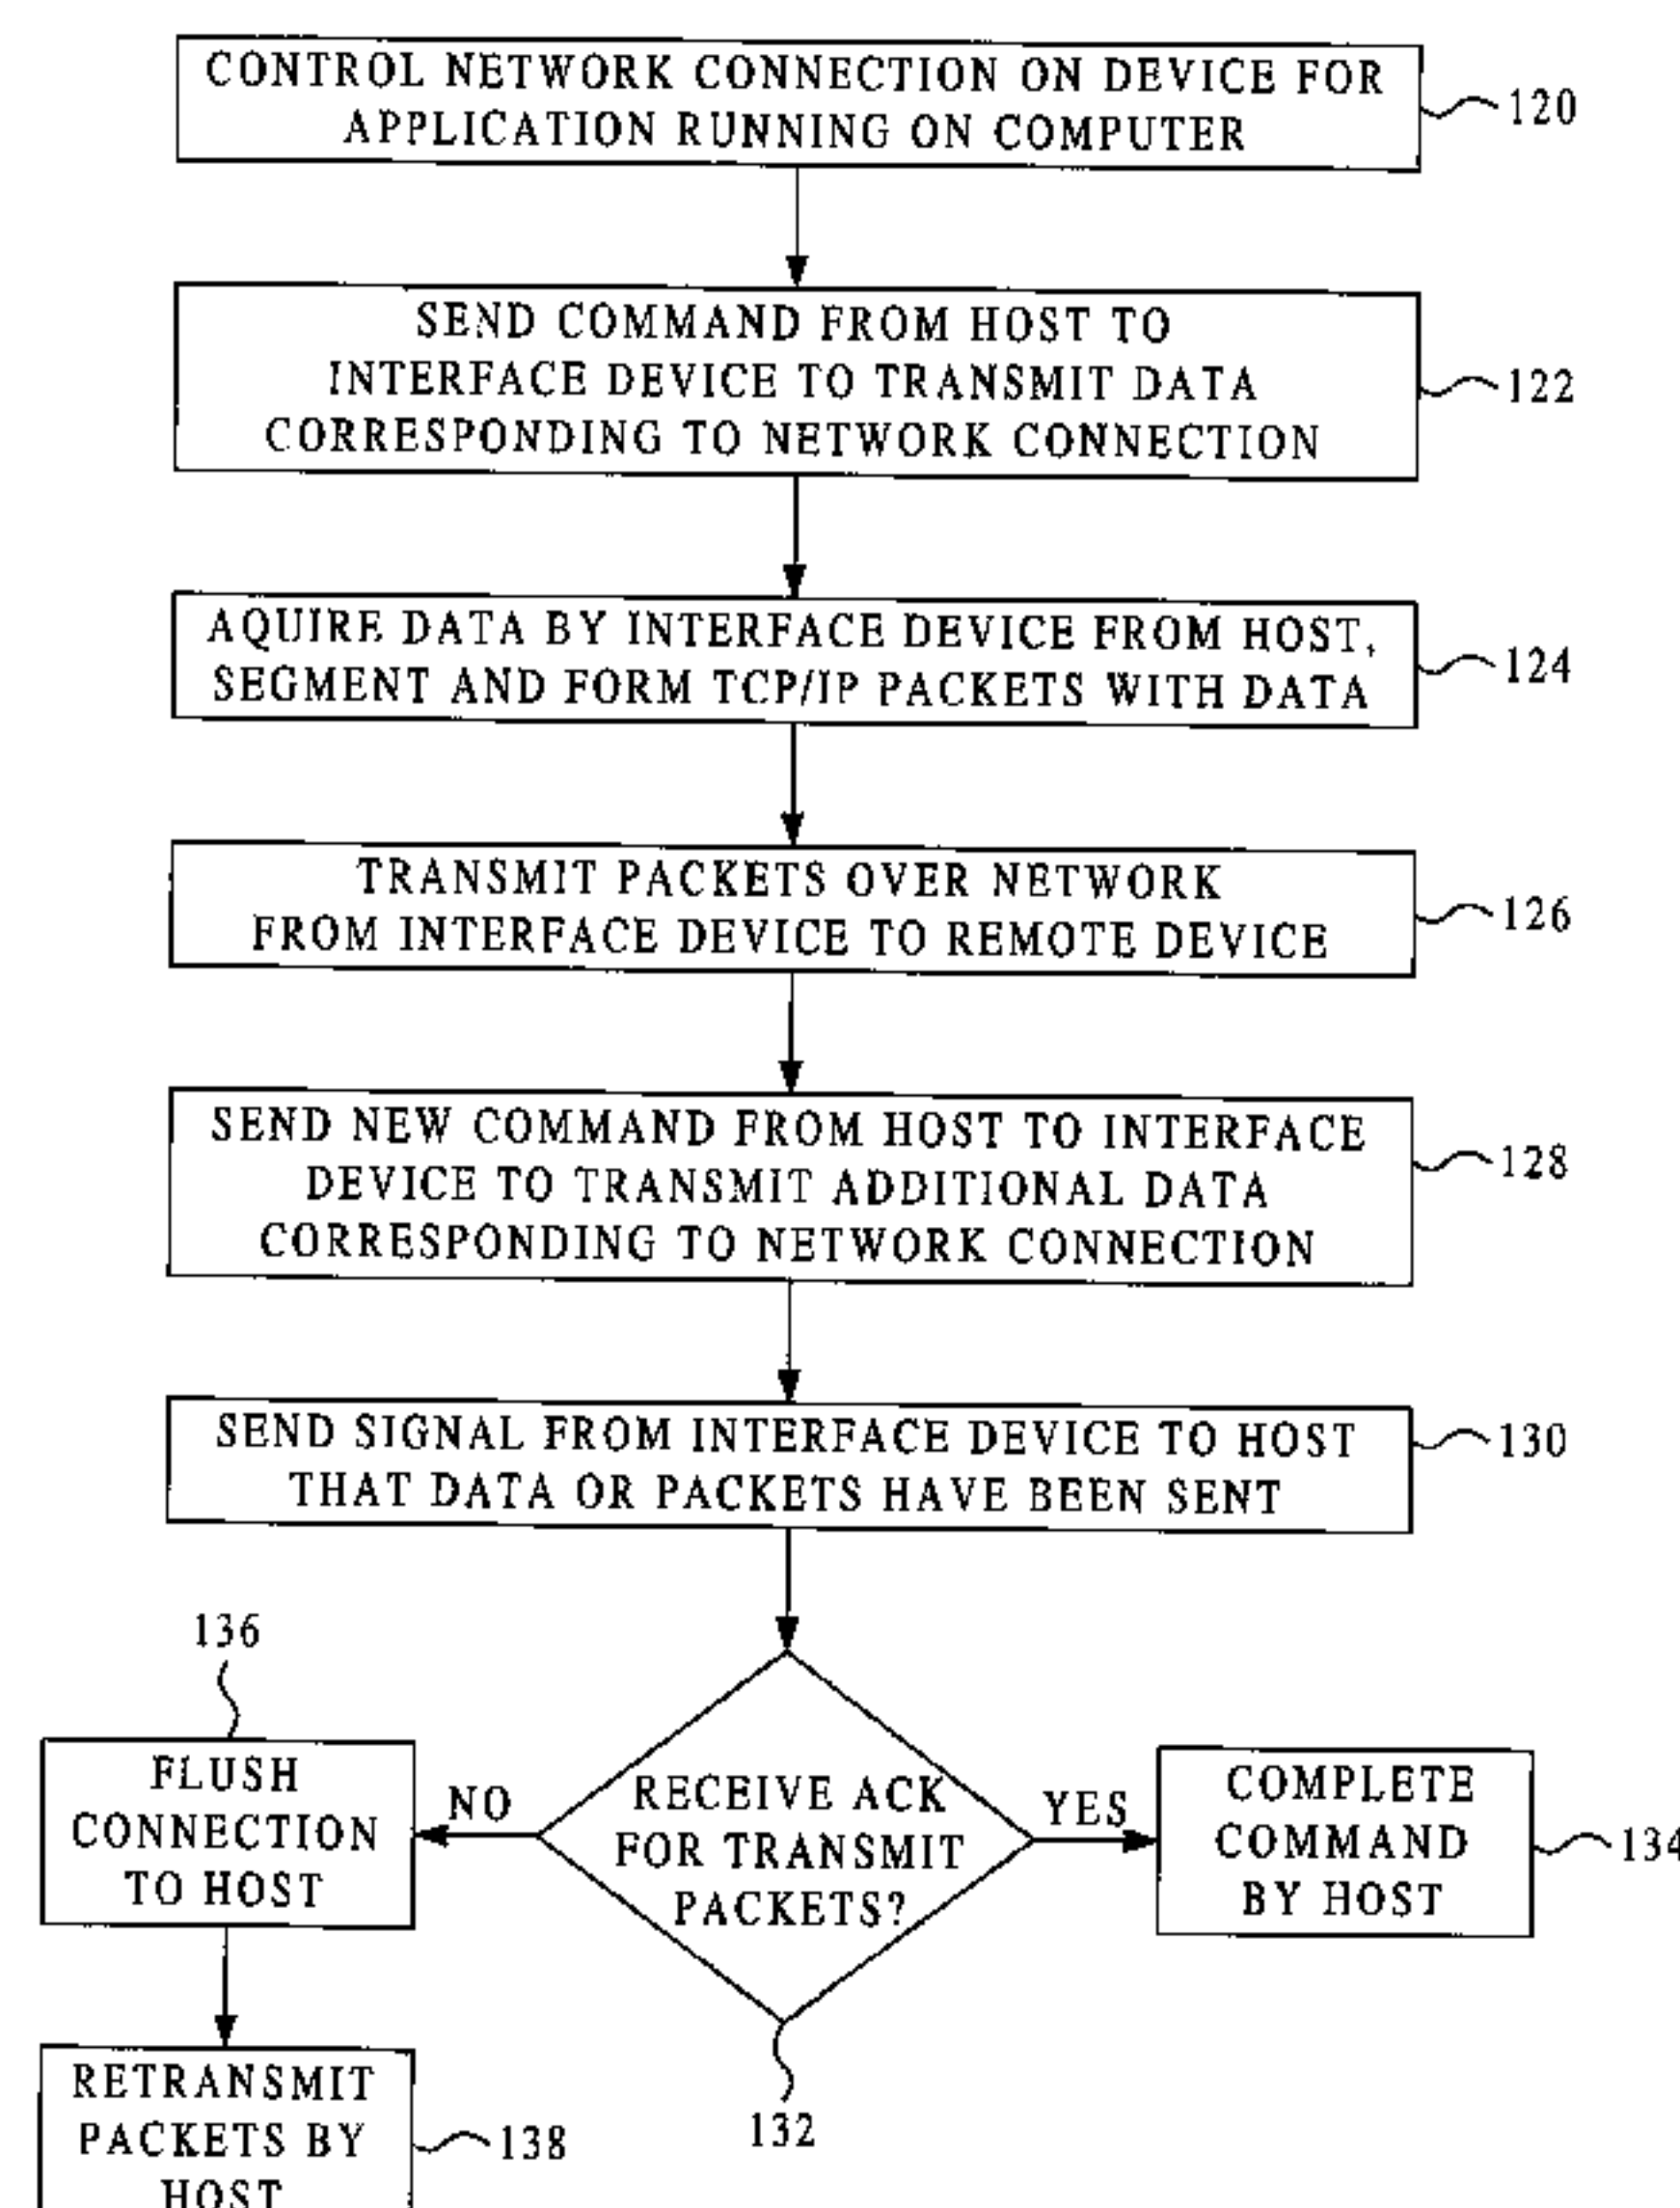 CONTROL NETWORK CONNECTION ON DEVICE FOR
APPLICATION RUNNING ON COMPUTER
120
SEND COMMAND FROM HOST TO
INTERFACE DEVICE TO TRANSMIT DATA
CORRESPONDING TO NETWORK CONNECTION
122
AQUIRE DATA BY INTERFACE DEVICE FROM HOST,
SEGMENT AND FORM TCP/IP PACKETS WITH DATA
124
TRANSMIT PACKETS OVER NETWORK
FROM INTERFACE DEVICE TO REMOTE DEVICE
126
SEND NEW COMMAND FROM HOST TO INTERFACE
DEVICE TO TRANSMIT ADDITIONAL DATA
CORRESPONDING TO NETWORK CONNECTION
128
SEND SIGNAL FROM INTERFACE DEVICE TO HOST
THAT DATA OR PACKETS HAVE BEEN SENT
130
136
FLUSH
CONNECTION
TO HOST
NO
RECEIVE ACK
FOR TRANSMIT
PACKETS?
YES
COMPLETE
COMMAND
BY HOST
134
132
RETRANSMIT
PACKETS BY
HOST
138